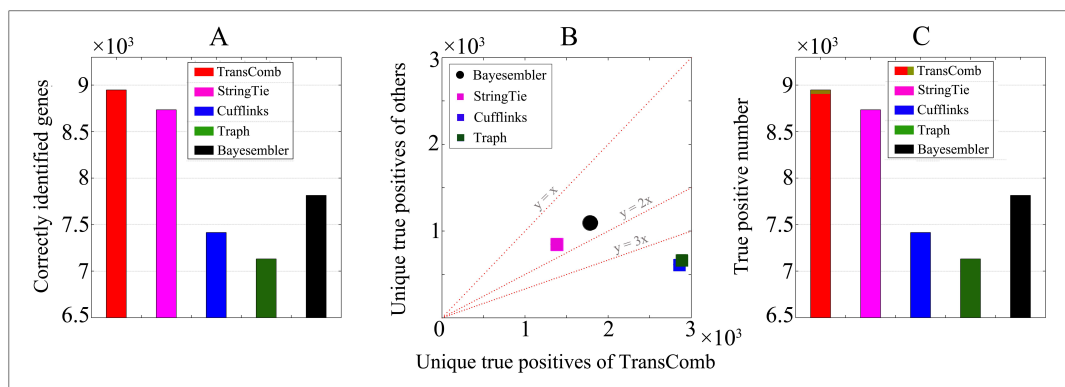 A
×10³
Correctly identified genes
9
8.5
8
7.5
7
6.5
TransComb
StringTie
Cufflinks
Traph
Bayesembler
B
×10³
Unique true positives of others
3
2
1
0
Bayesembler
StringTie
Cufflinks
Traph
y = x
y = 2x
y = 3x
0
1
2
3
×10³
Unique true positives of TransComb
C
×10³
True positive number
9
8.5
8
7.5
7
6.5
TransComb
StringTie
Cufflinks
Traph
Bayesembler